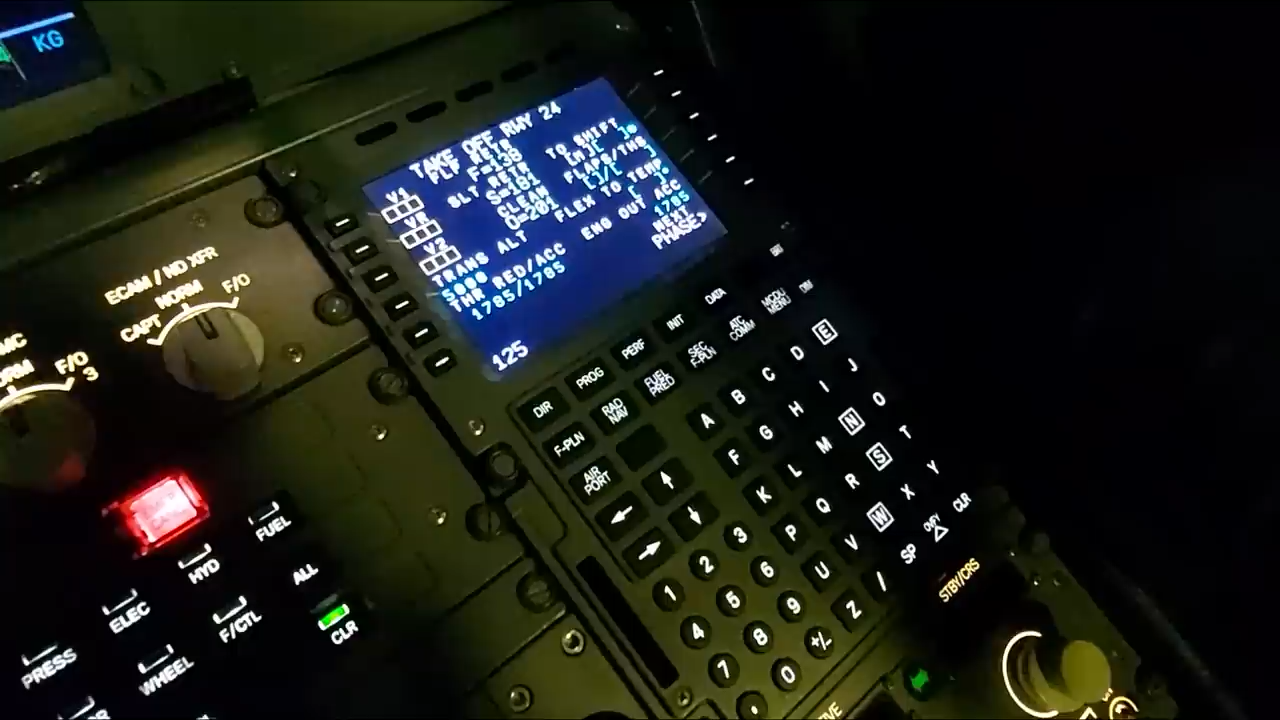 KG
TAKE OFF RWY 24
V1 FLP RETR TO SHIFT
F=138 [M][ ]*
VR SLT RETR FLAPS/THS
S=181 [ ]/[ ]
V2 CLEAN FLEX TO TEMP
O=201 [ ]°
TRANS ALT ENG OUT ACC
5000 1785
THR RED/ACC NEXT
1785/1785 PHASE>
125
ECAM / ND XFR
CAPT NORM F/O
F/O
3
DIR PROG PERF INIT DATA
F-PLN RAD NAV FUEL PRED SEC F-PLN ATC COMM MCDU MENU
AIR PORT
BRT
DIM
A B C D E
F G H I J
K L M N O
P Q R S T
U V W X Y
Z / SP OVFY CLR
1 2 3
4 5 6
7 8 9
. 0 +/-
HYD FUEL
ELEC F/CTL ALL
PRESS WHEEL CLR
STBY/CRS